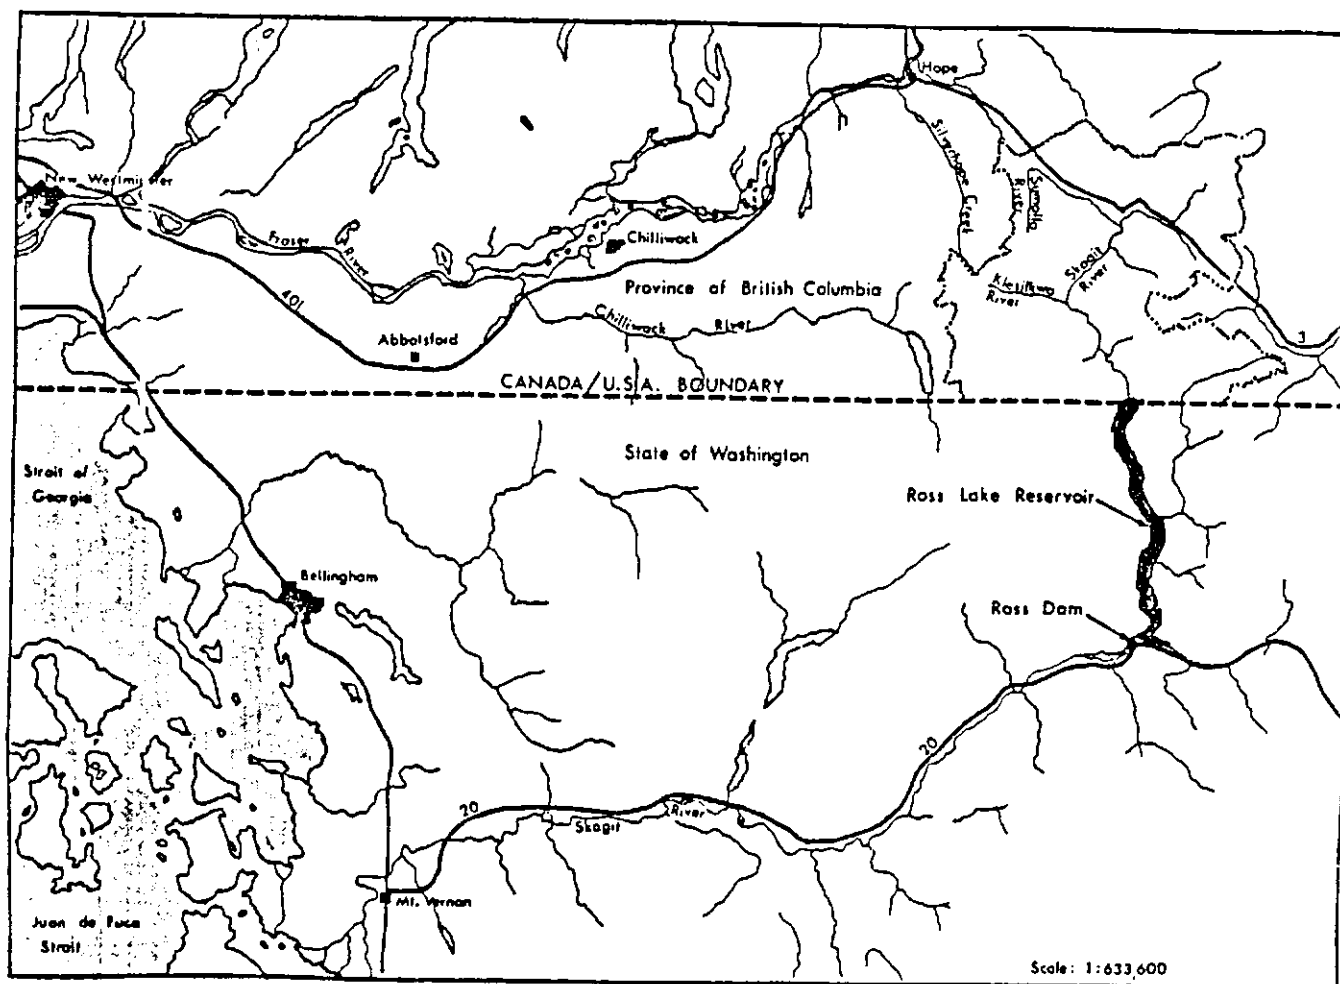 Hope
New Westminster
Silverhope Creek
Sumallo
River
Fraser
River
Chilliwack
Skagit
River
Klesilkwa
River
401
Province of British Columbia
Chilliwack River
Abbotsford
3
CANADA/U.S.A. BOUNDARY
State of Washington
Strait of
Georgia
Ross Lake Reservoir
Bellingham
Ross Dam
20
20
Skagit River
Mt. Vernon
Juan de Fuca
Strait
Scale: 1:633,600